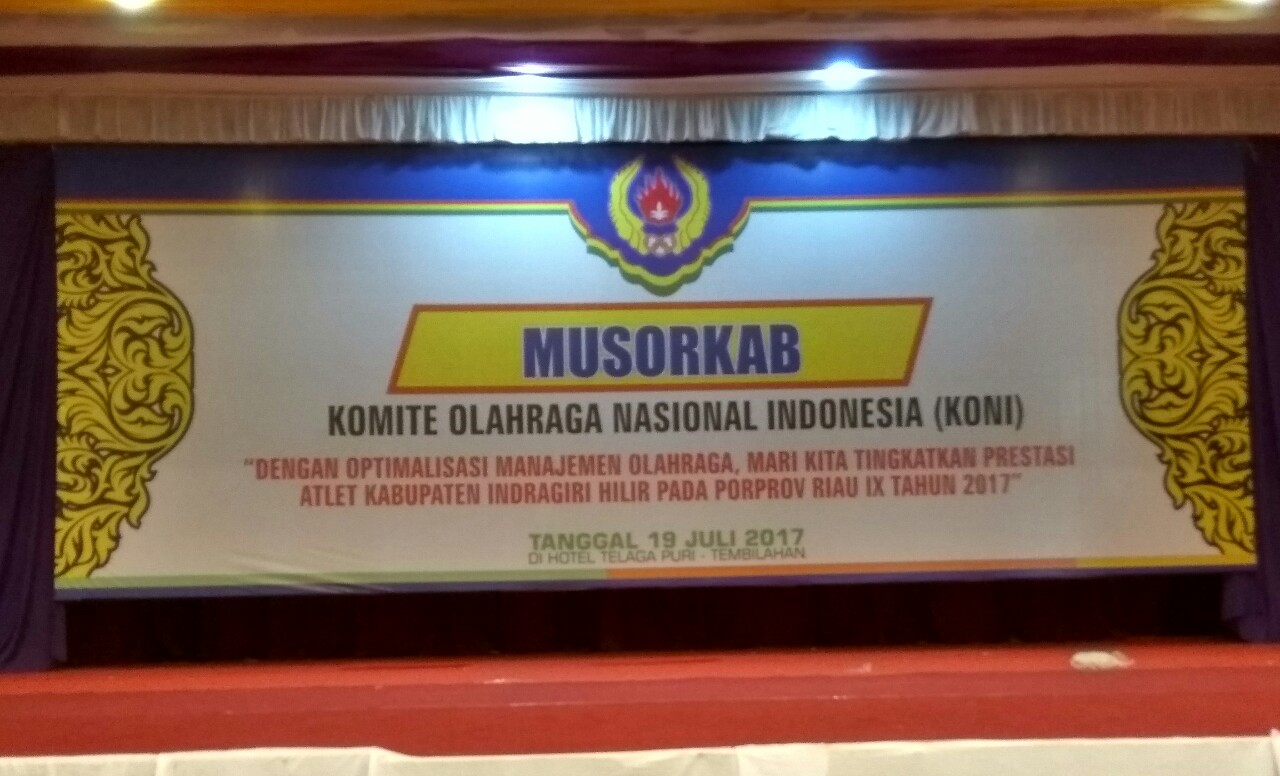 MUSORKAB
KOMITE OLAHRAGA NASIONAL INDONESIA (KONI)
“DENGAN OPTIMALISASI MANAJEMEN OLAHRAGA, MARI KITA TINGKATKAN PRESTASI
ATLET KABUPATEN INDRAGIRI HILIR PADA PORPROV RIAU IX TAHUN 2017”
TANGGAL 19 JULI 2017
DI HOTEL TELAGA PURI - TEMBILAHAN